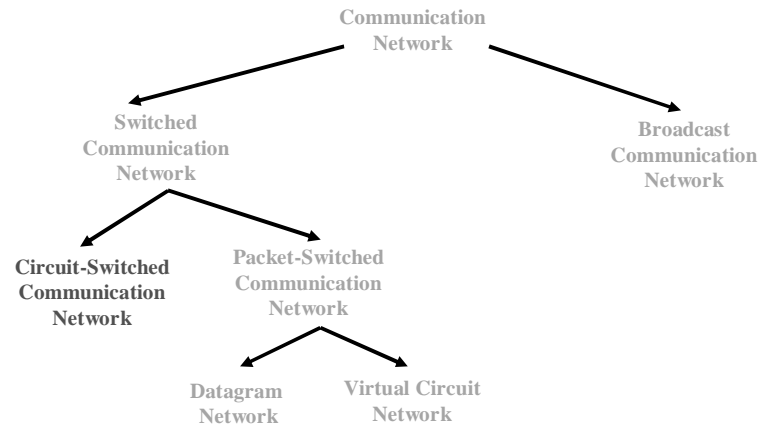 Communication
Network
Switched
Communication
Network
Broadcast
Communication
Network
Circuit-Switched
Communication
Network
Packet-Switched
Communication
Network
Datagram
Network
Virtual Circuit
Network